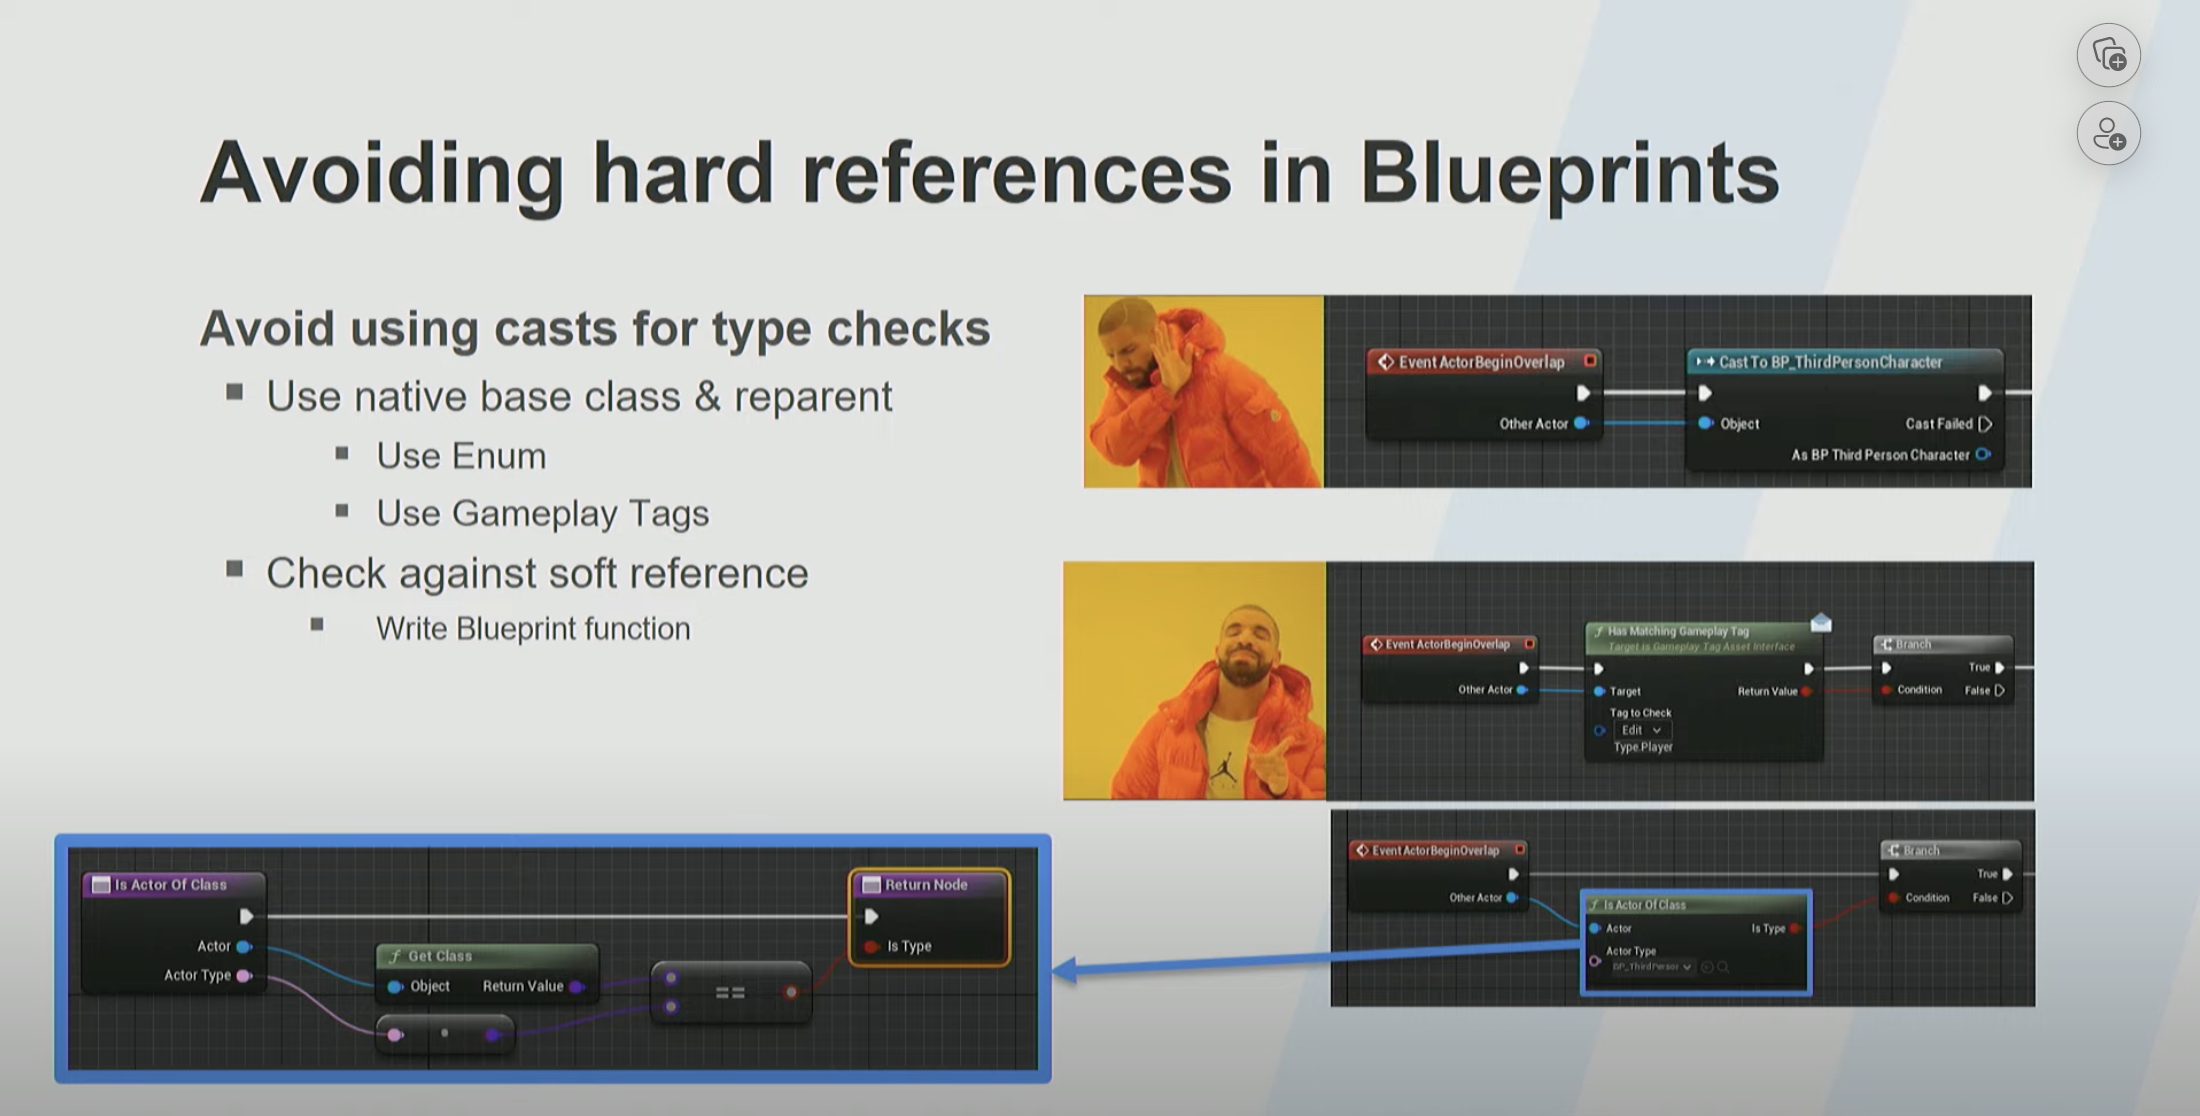 Avoiding hard references in Blueprints
Avoid using casts for type checks
Use native base class & reparent
Use Enum
Use Gameplay Tags
Check against soft reference
Write Blueprint function
Event ActorBeginOverlap
Other Actor
Cast To BP_ThirdPersonCharacter
Object
Cast Failed
As BP Third Person Character
Event ActorBeginOverlap
Other Actor
f Has Matching Gameplay Tag
Target is Gameplay Tag Asset Interface
Target
Return Value
Tag to Check
Edit
Type.Player
Branch
True
Condition
False
Event ActorBeginOverlap
Other Actor
f Is Actor Of Class
Actor
Is Type
Actor Type
BP_ThirdPerson
Branch
True
Condition
False
Is Actor Of Class
Actor
Actor Type
f Get Class
Object
Return Value
==
Return Node
Is Type